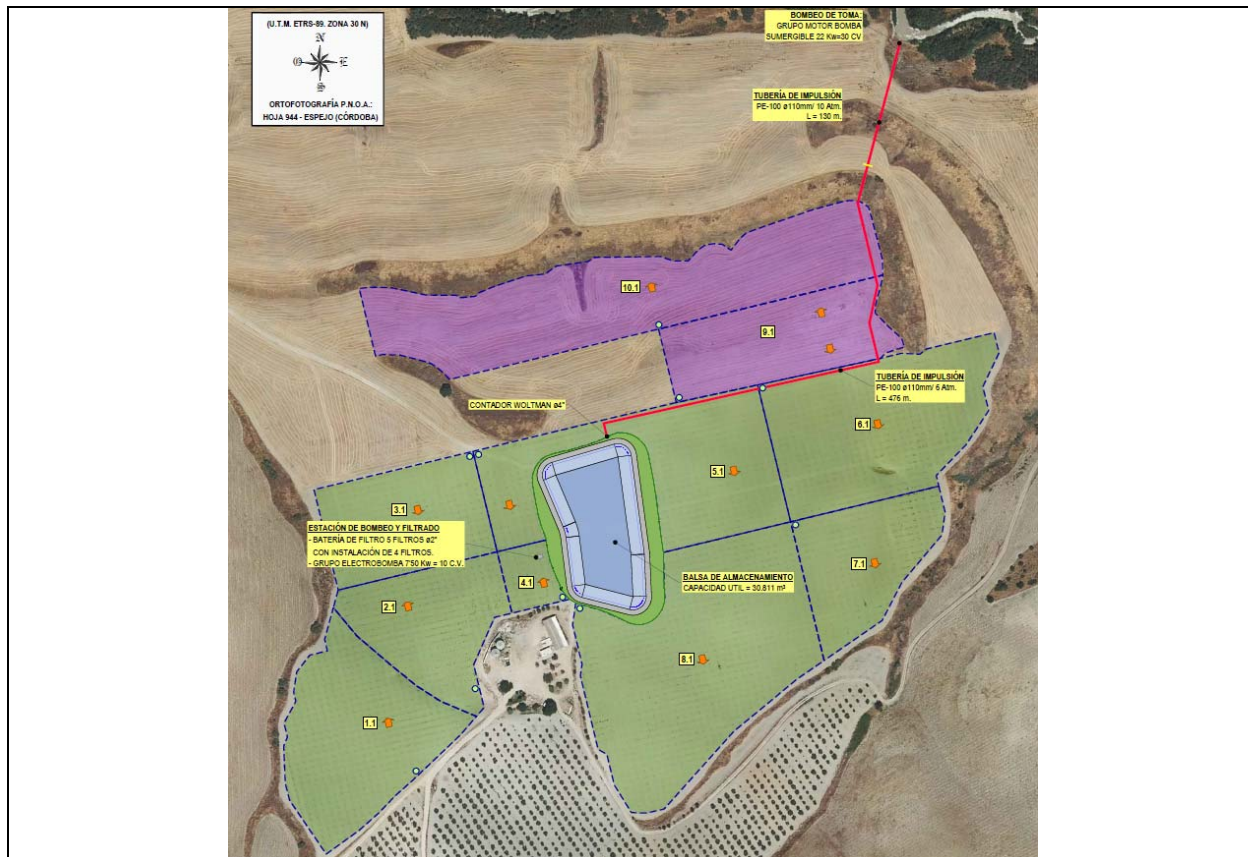 (U.T.M. ETRS-89. ZONA 30 N)
N
O
E
S
ORTOFOTOGRAFÍA P.N.O.A.:
HOJA 944 - ESPEJO (CÓRDOBA)
BOMBEO DE TOMA:
GRUPO MOTOR BOMBA
SUMERGIBLE 22 Kw=30 CV
TUBERÍA DE IMPULSIÓN
PE-100 ø110mm/ 10 Atm.
L = 130 m.
10.1
9.1
TUBERÍA DE IMPULSIÓN
PE-100 ø110mm/ 6 Atm.
L = 476 m.
CONTADOR WOLTMAN ø4"
6.1
5.1
3.1
ESTACIÓN DE BOMBEO Y FILTRADO
- BATERÍA DE FILTRO 5 FILTROS ø2"
CON INSTALACIÓN DE 4 FILTROS.
- GRUPO ELECTROBOMBA 7'50 Kw = 10 C.V.
7.1
4.1
BALSA DE ALMACENAMIENTO
CAPACIDAD UTIL = 30.811 m³
2.1
8.1
1.1